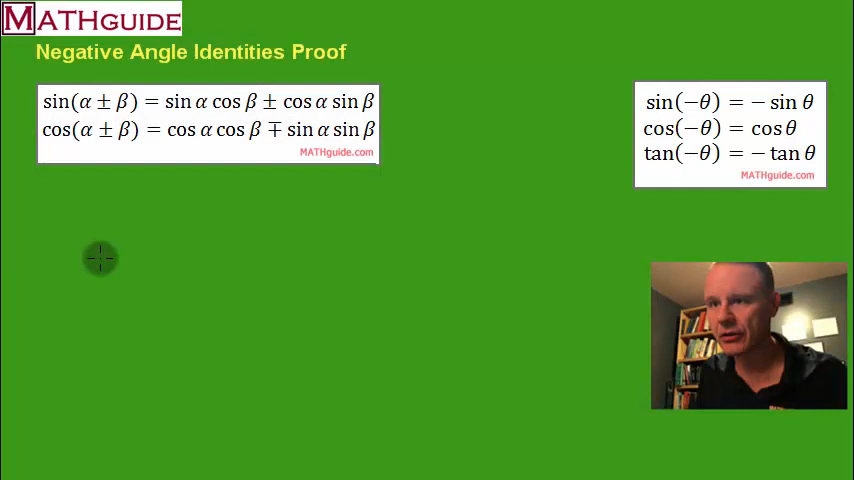 MATHGUIDE
Negative Angle Identities Proof
sin(α ± β) = sin α cos β ± cos α sin β
cos(α ± β) = cos α cos β ∓ sin α sin β
MATHguide.com
sin(−θ) = − sin θ
cos(−θ) = cos θ
tan(−θ) = − tan θ
MATHguide.com